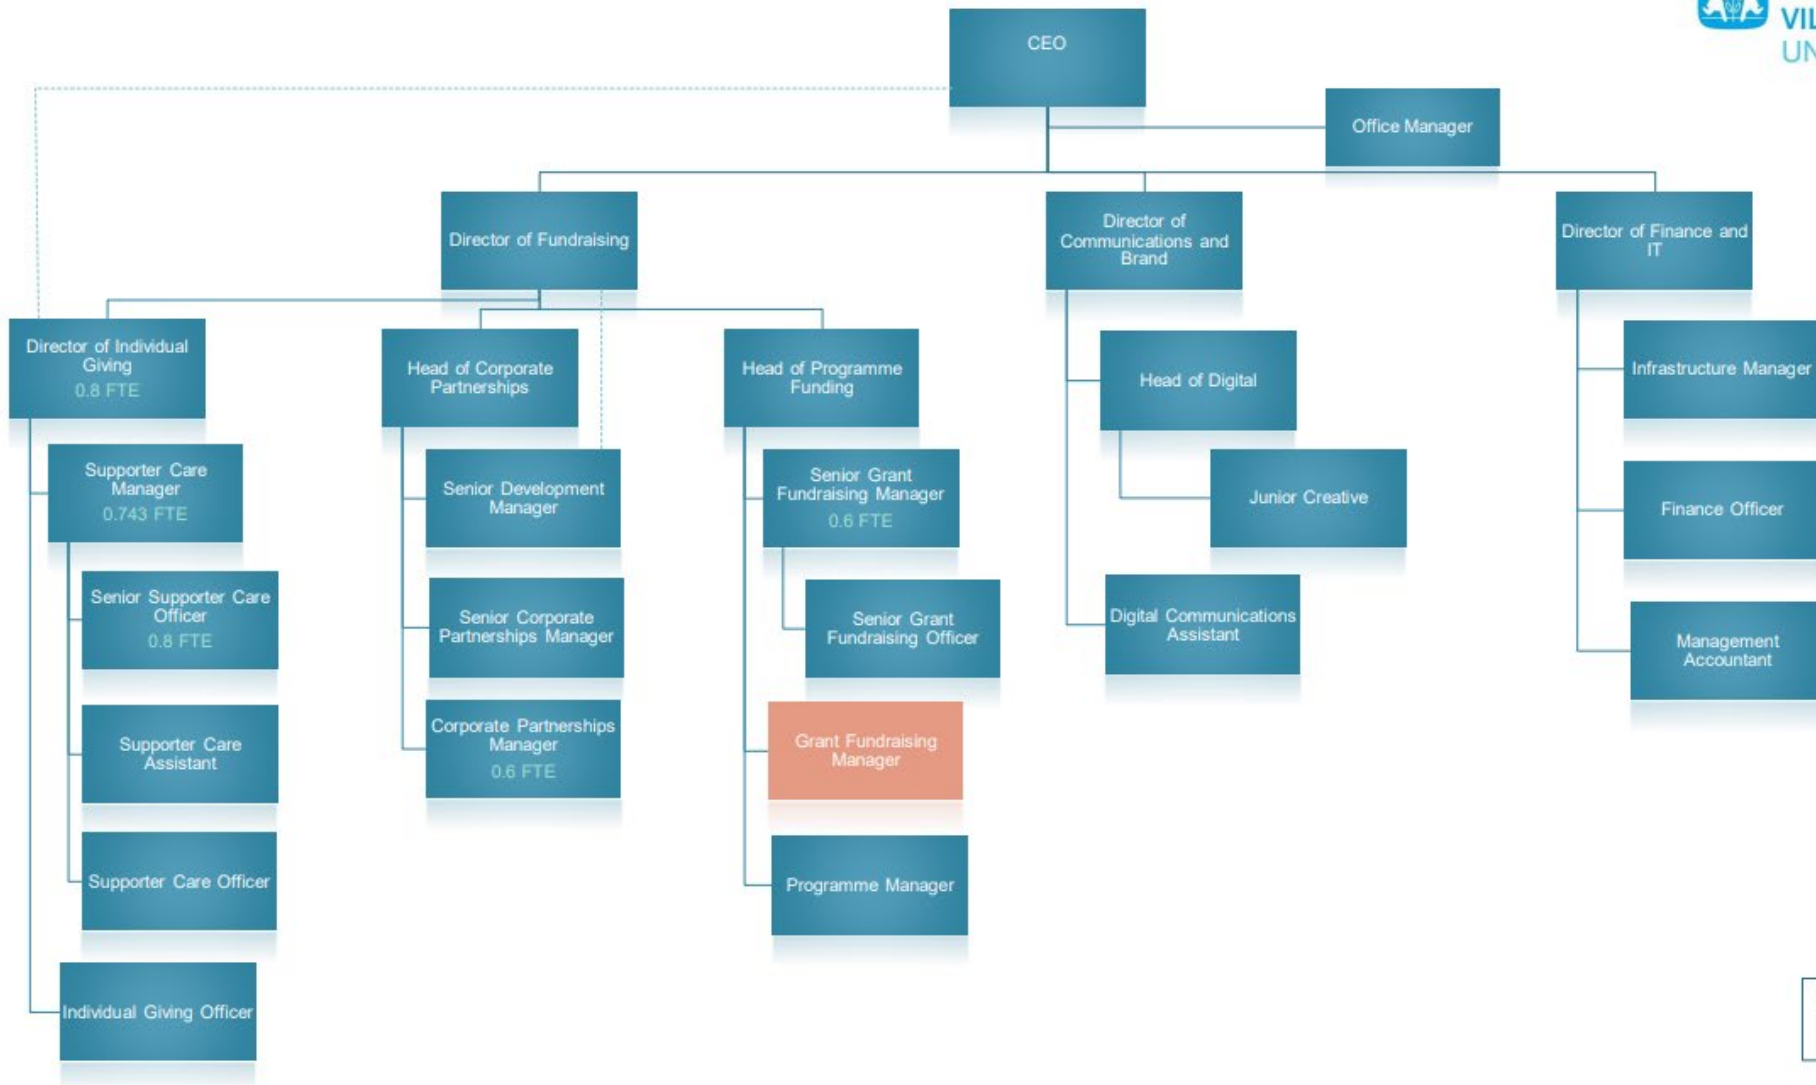 VIL
UN
CEO
Office Manager
Director of Fundraising
Director of
Communications and
Brand
Director of Finance and
IT
Director of Individual
Giving
0.8 FTE
Head of Corporate
Partnerships
Head of Programme
Funding
Head of Digital
Infrastructure Manager
Supporter Care
Manager
0.743 FTE
Senior Development
Manager
Senior Grant
Fundraising Manager
0.6 FTE
Junior Creative
Finance Officer
Senior Supporter Care
Officer
0.8 FTE
Senior Corporate
Partnerships Manager
Senior Grant
Fundraising Officer
Digital Communications
Assistant
Management
Accountant
Supporter Care
Assistant
Corporate Partnerships
Manager
0.6 FTE
Grant Fundraising
Manager
Supporter Care Officer
Programme Manager
Individual Giving Officer